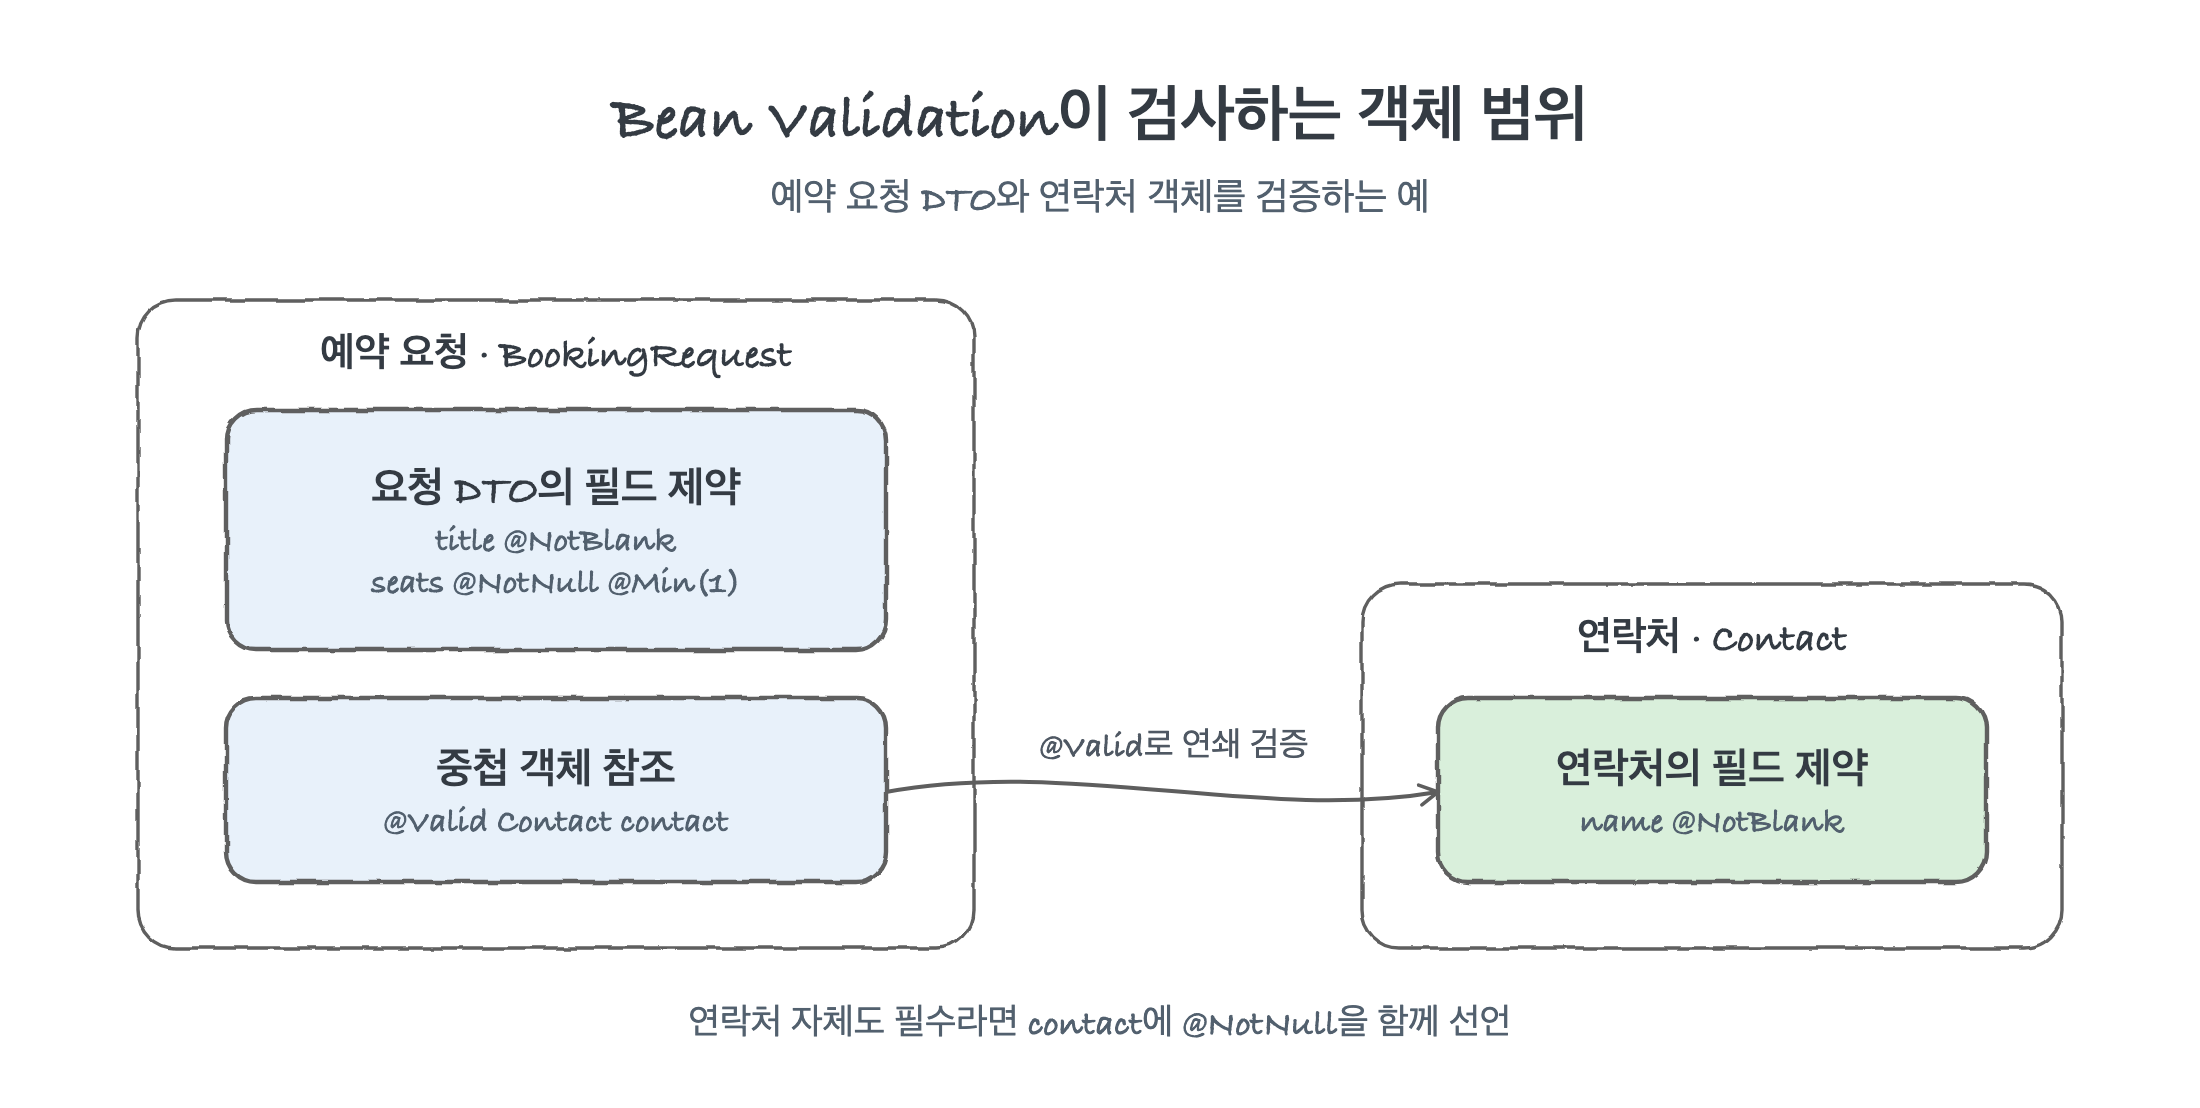 Bean Validation이 검사하는 객체 범위
예약 요청 DTO와 연락처 객체를 검증하는 예
예약 요청 · BookingRequest
요청 DTO의 필드 제약
title @NotBlank
seats @NotNull @Min(1)
중첩 객체 참조
@Valid Contact contact
@Valid로 연쇄 검증
연락처 · Contact
연락처의 필드 제약
name @NotBlank
연락처 자체도 필수라면 contact에 @NotNull을 함께 선언